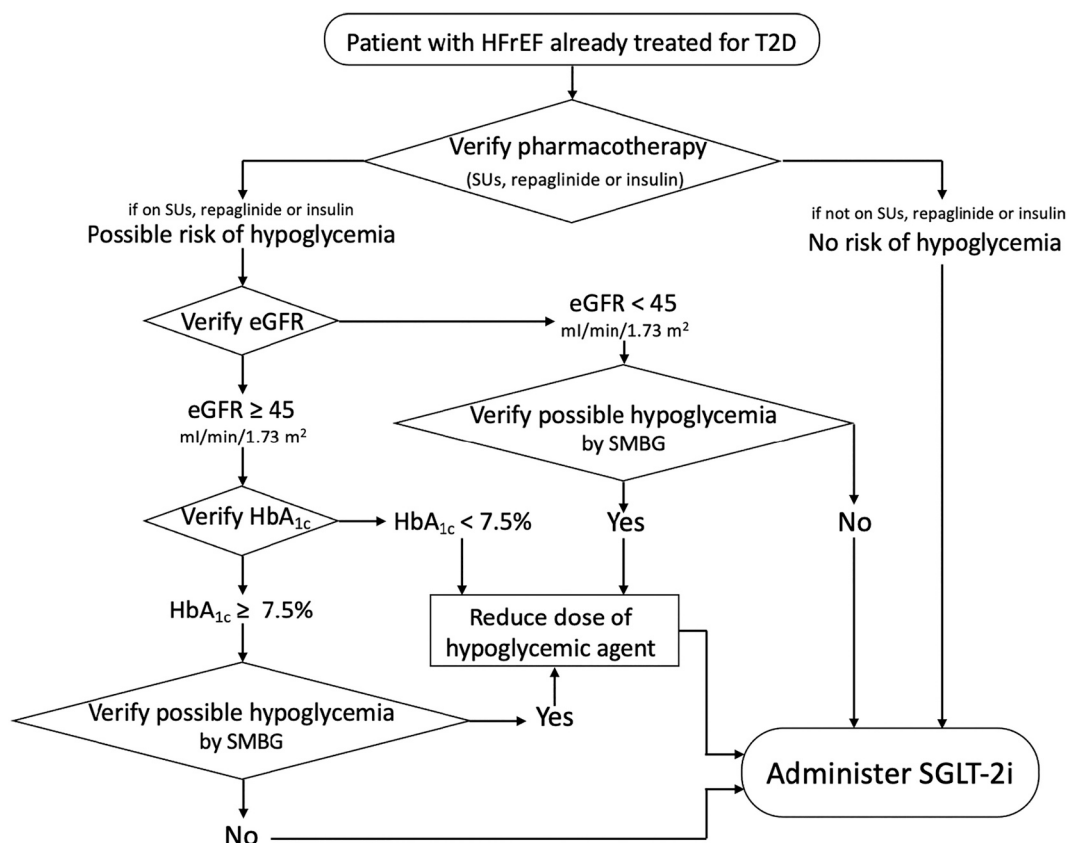 Patient with HFrEF already treated for T2D
Verify pharmacotherapy
(SUs, repaglinide or insulin)
if on SUs, repaglinide or insulin
Possible risk of hypoglycemia
if not on SUs, repaglinide or insulin
No risk of hypoglycemia
Verify eGFR
eGFR < 45
ml/min/1.73 m²
eGFR ≥ 45
ml/min/1.73 m²
Verify possible hypoglycemia
by SMBG
Verify HbA₁c
HbA₁c < 7.5%
Yes
No
HbA₁c ≥ 7.5%
Reduce dose of
hypoglycemic agent
Verify possible hypoglycemia
by SMBG
Yes
Administer SGLT-2i
No